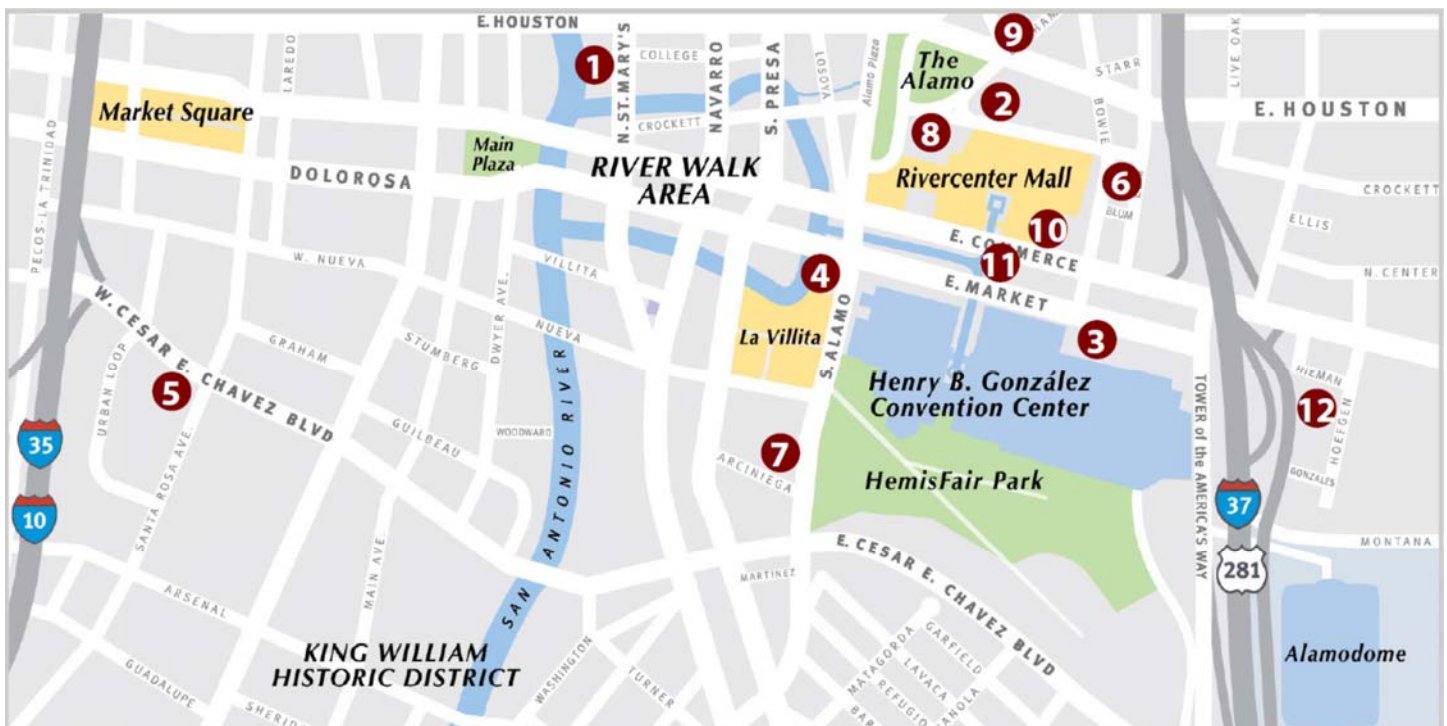 E. HOUSTON
1
N. ST. MARY'S
COLLEGE
NAVARRO
S. PRESA
LOSOYA
Alamo Plaza
The
Alamo
9
2
8
STARR
BOWIE
LIVE OAK
E. HOUSTON
PECOS-LA TRINIDAD
Market Square
LAREDO
Main
Plaza
CROCKETT
DOLOROSA
RIVER WALK
AREA
Rivercenter Mall
6
BLUM
CROCKETT
ELLIS
10
E. COMMERCE
11
N. CENTER
E. MARKET
W. NUEVA
VILLITA
DWYER AVE.
4
La Villita
S. ALAMO
3
W. CESAR E. CHAVEZ BLVD
URBAN LOOP
5
GRAHAM
STUMBERG
NUEVA
Henry B. González
Convention Center
TOWER of the AMERICA'S WAY
12
HOEFGEN
GONZALES
35
10
SANTA ROSA AVE.
GUILBEAU
WOODWARD
SAN ANTONIO RIVER
7
ARCINIEGA
HemisFair Park
37
281
MONTANA
MAIN AVE.
ARSENAL
MARTINEZ
E. CESAR E. CHAVEZ BLVD
KING WILLIAM
HISTORIC DISTRICT
GUADALUPE
WASHINGTON
TURNER
MATAGORDA
GARFIELD
LAVACA
REFUGIO
Alamodome